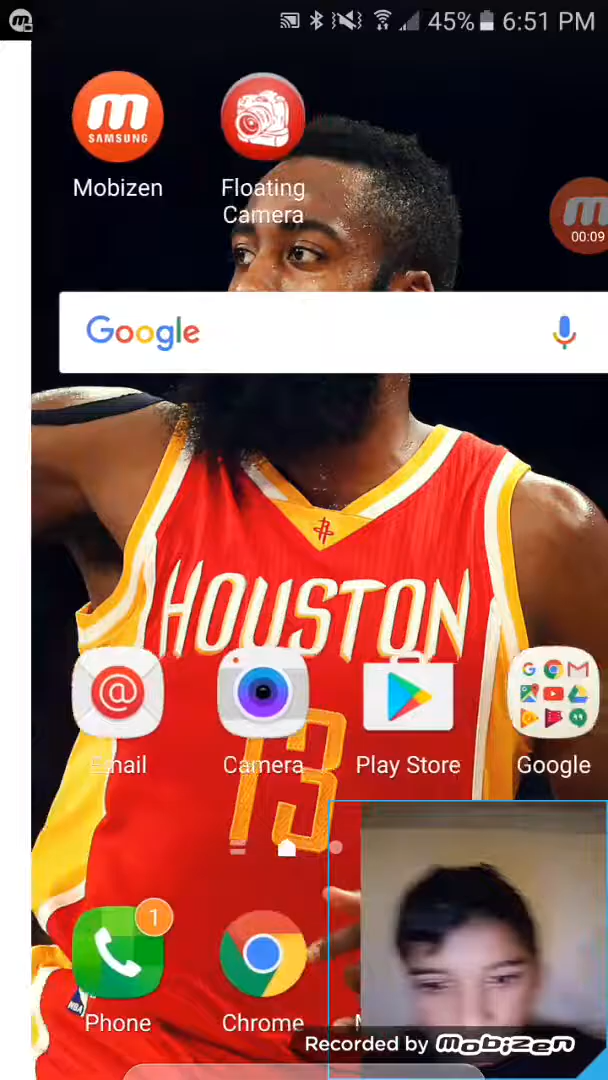 45% 6:51 PM
m
SAMSUNG
Mobizen
Floating
Camera
00:09
Google
HOUSTON
13
Email
Camera
Play Store
Google
1
Phone
Chrome
NBA
Recorded by mobizen